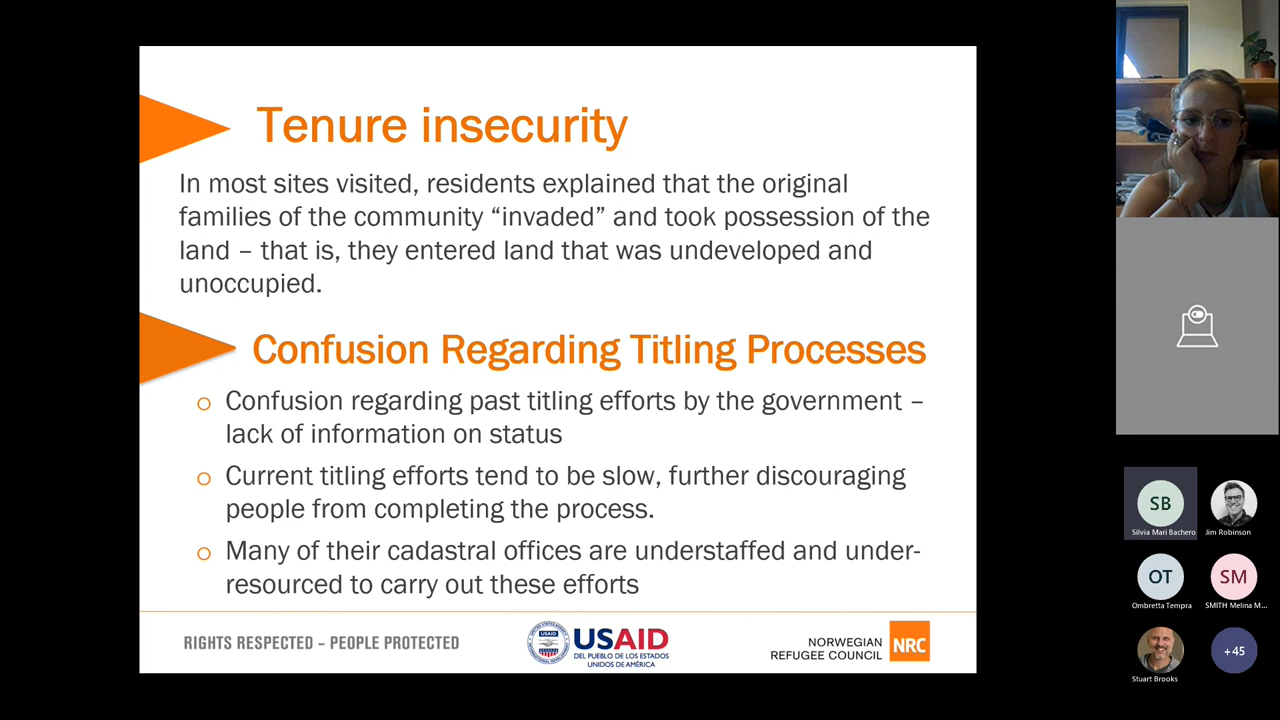 Tenure insecurity
In most sites visited, residents explained that the original
families of the community “invaded” and took possession of the
land – that is, they entered land that was undeveloped and
unoccupied.
Confusion Regarding Titling Processes
o Confusion regarding past titling efforts by the government –
lack of information on status
o Current titling efforts tend to be slow, further discouraging
people from completing the process.
o Many of their cadastral offices are understaffed and under-
resourced to carry out these efforts
RIGHTS RESPECTED – PEOPLE PROTECTED
USAID
USAID
DEL PUEBLO DE LOS ESTADOS
UNIDOS DE AMÉRICA
NORWEGIAN
REFUGEE COUNCIL
NRC
SB
Silvia Mari Bachero
Jim Robinson
OT
Ombretta Tempra
SM
SMITH Melina M...
Stuart Brooks
+45